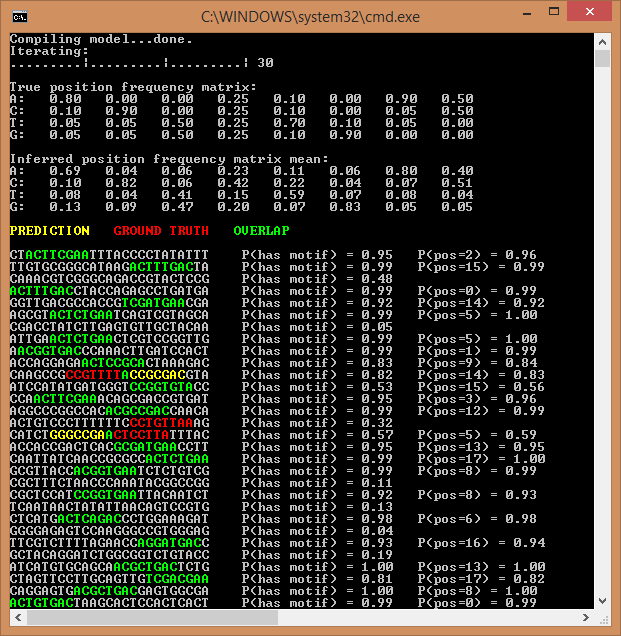 C:\WINDOWS\system32\cmd.exe
Compiling model...done.
Iterating:
.........|.........|.........| 30
True position frequency matrix:
A: 0.80 0.00 0.00 0.25 0.10 0.00 0.90 0.50
C: 0.10 0.90 0.00 0.25 0.10 0.00 0.05 0.50
T: 0.05 0.05 0.50 0.25 0.70 0.10 0.05 0.00
G: 0.05 0.05 0.50 0.25 0.10 0.90 0.00 0.00
Inferred position frequency matrix mean:
A: 0.69 0.04 0.06 0.23 0.11 0.06 0.80 0.40
C: 0.10 0.82 0.06 0.42 0.22 0.04 0.07 0.51
T: 0.08 0.04 0.41 0.15 0.59 0.07 0.08 0.04
G: 0.13 0.09 0.47 0.20 0.07 0.83 0.05 0.05
PREDICTION GROUND TRUTH OVERLAP
CTACTTCGAATTTACCCCTATATTT P(has motif) = 0.95 P(pos=2) = 0.96
TTGTGCGGGCATAAGACTTTGACTA P(has motif) = 0.99 P(pos=15) = 0.99
CAAACGTCGGGCAGACCGTACTCCG P(has motif) = 0.48
ACTTTGACCTACCAGAGCCTGATGA P(has motif) = 0.99 P(pos=0) = 0.99
GGTTGACGCCACCGTCGATGAACGA P(has motif) = 0.92 P(pos=14) = 0.92
AGCGTACTCTGAATCAGTCGTAGCA P(has motif) = 0.99 P(pos=5) = 1.00
CGACCTATCTTGAGTGTTGCTACAA P(has motif) = 0.05
ATTGAACTCTGAACTCGTCCGGTTG P(has motif) = 0.99 P(pos=5) = 1.00
AACGGTGACCCAAACTTGATCCACT P(has motif) = 0.99 P(pos=1) = 0.99
ACCAGGAGAACTCCGCACTAAAGAC P(has motif) = 0.83 P(pos=9) = 0.84
CAAGCCGCCGTTTTACCGCGACGTA P(has motif) = 0.82 P(pos=14) = 0.83
ATCCATATGGACGGGTCCGGTGTACC P(has motif) = 0.53 P(pos=15) = 0.56
CCAACTTCGAACAGCGACCGTGAT P(has motif) = 0.95 P(pos=3) = 0.96
AGGCCCGGCCACACGCCGACCAACA P(has motif) = 0.99 P(pos=12) = 0.99
ACTGTCCCTTTTTTCCCTGTTAAAG P(has motif) = 0.32
CATCTGGGCCGAACTCCTTATTTAC P(has motif) = 0.57 P(pos=5) = 0.59
ACCACCGACTCACGCGATGAACCTT P(has motif) = 0.95 P(pos=13) = 0.95
CAATTATCAACCGCGCCACTCTGAA P(has motif) = 0.99 P(pos=17) = 1.00
GCGTTACCACGGTGAATCTCTGTCG P(has motif) = 0.99 P(pos=8) = 0.99
CGCTTTCTAACCCAAATACGGCCGG P(has motif) = 0.11
CGCTCCATCCGGTGAATTACAATCT P(has motif) = 0.92 P(pos=8) = 0.93
TCAATAACTATATTAACAGTCCGTG P(has motif) = 0.13
CTCATGACTCAGACCCTGGAAAGAT P(has motif) = 0.98 P(pos=6) = 0.98
GGGGAGAGTCCAAGGGCCGTGGGAG P(has motif) = 0.04
TTCGTCTTTTAGAACCAGGATGACC P(has motif) = 0.93 P(pos=16) = 0.94
GCTACAGGATCTGGCGGTCTGTACC P(has motif) = 0.19
ATCATGTGCAGCAACGCTGACTCTG P(has motif) = 1.00 P(pos=13) = 1.00
CTAGTTCCTTGCAGTTGTCGACGAA P(has motif) = 0.81 P(pos=17) = 0.82
CAGGAGTGACGCTGACGAGTGGCGA P(has motif) = 1.00 P(pos=8) = 1.00
ACTGTGACTAAGCACTCCACTCACT P(has motif) = 0.99 P(pos=0) = 0.99